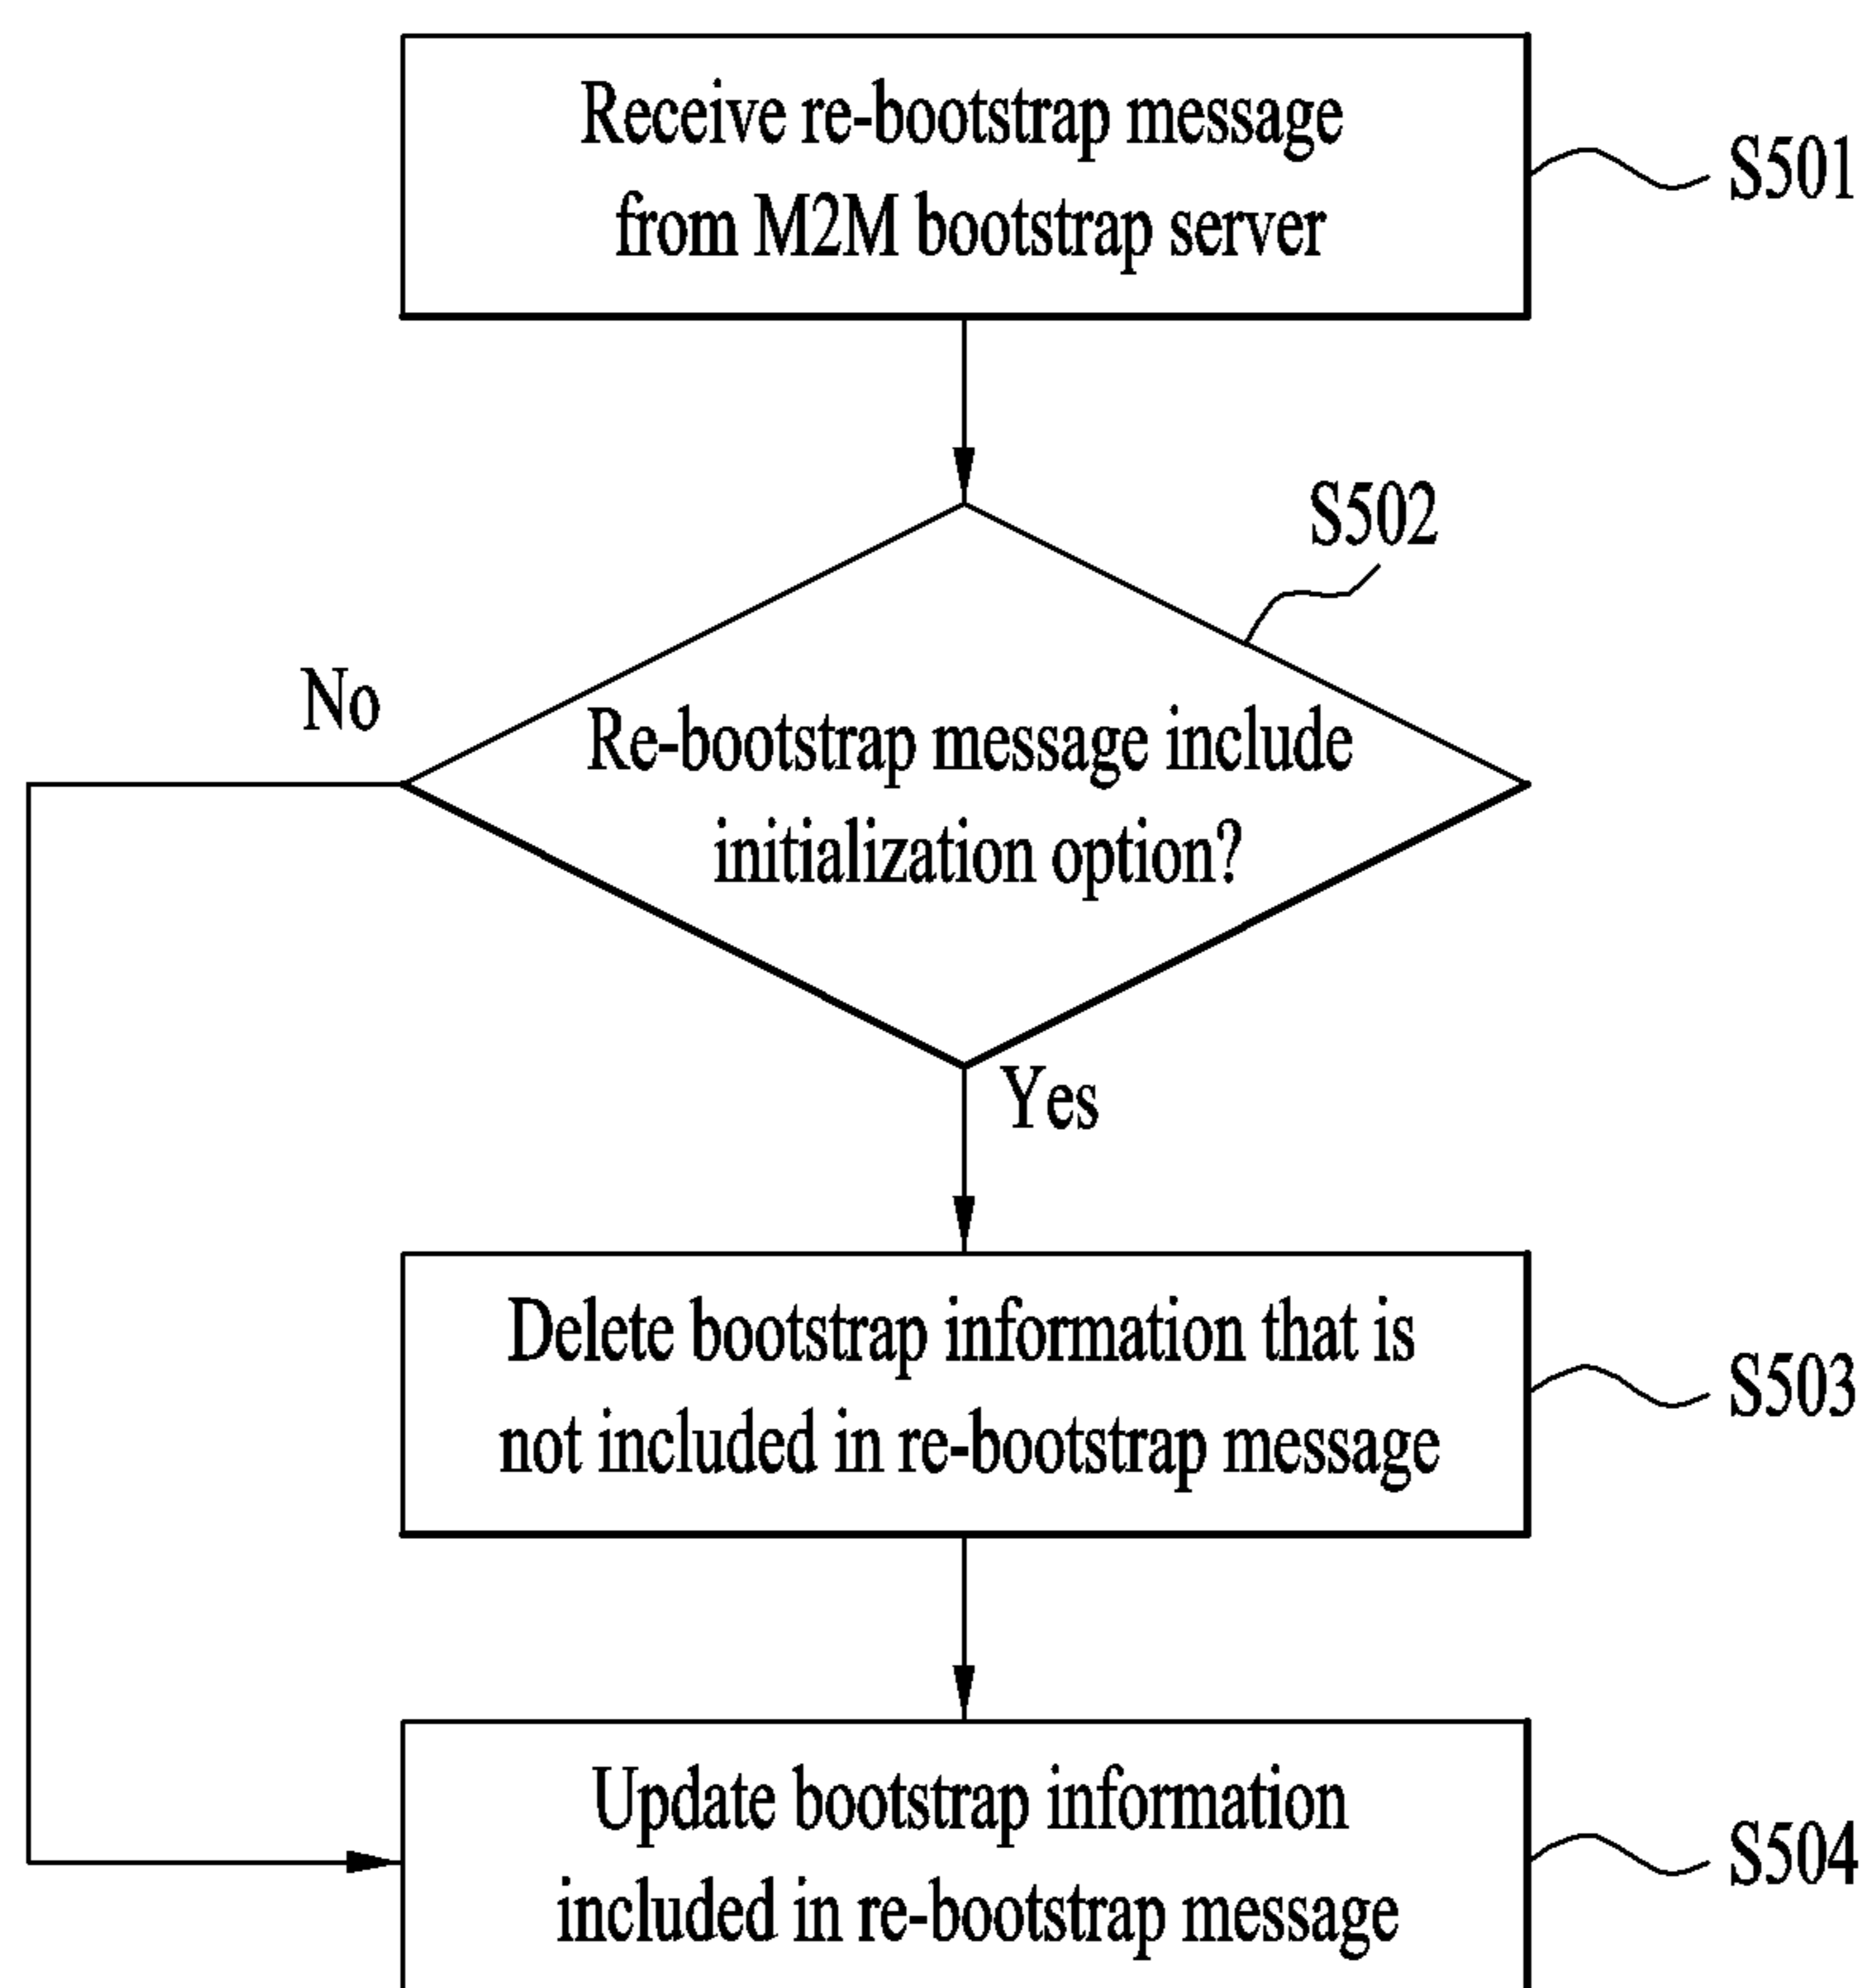 Receive re-bootstrap message
from M2M bootstrap server
S501
S502
No
Re-bootstrap message include
initialization option?
Yes
Delete bootstrap information that is
not included in re-bootstrap message
S503
Update bootstrap information
included in re-bootstrap message
S504